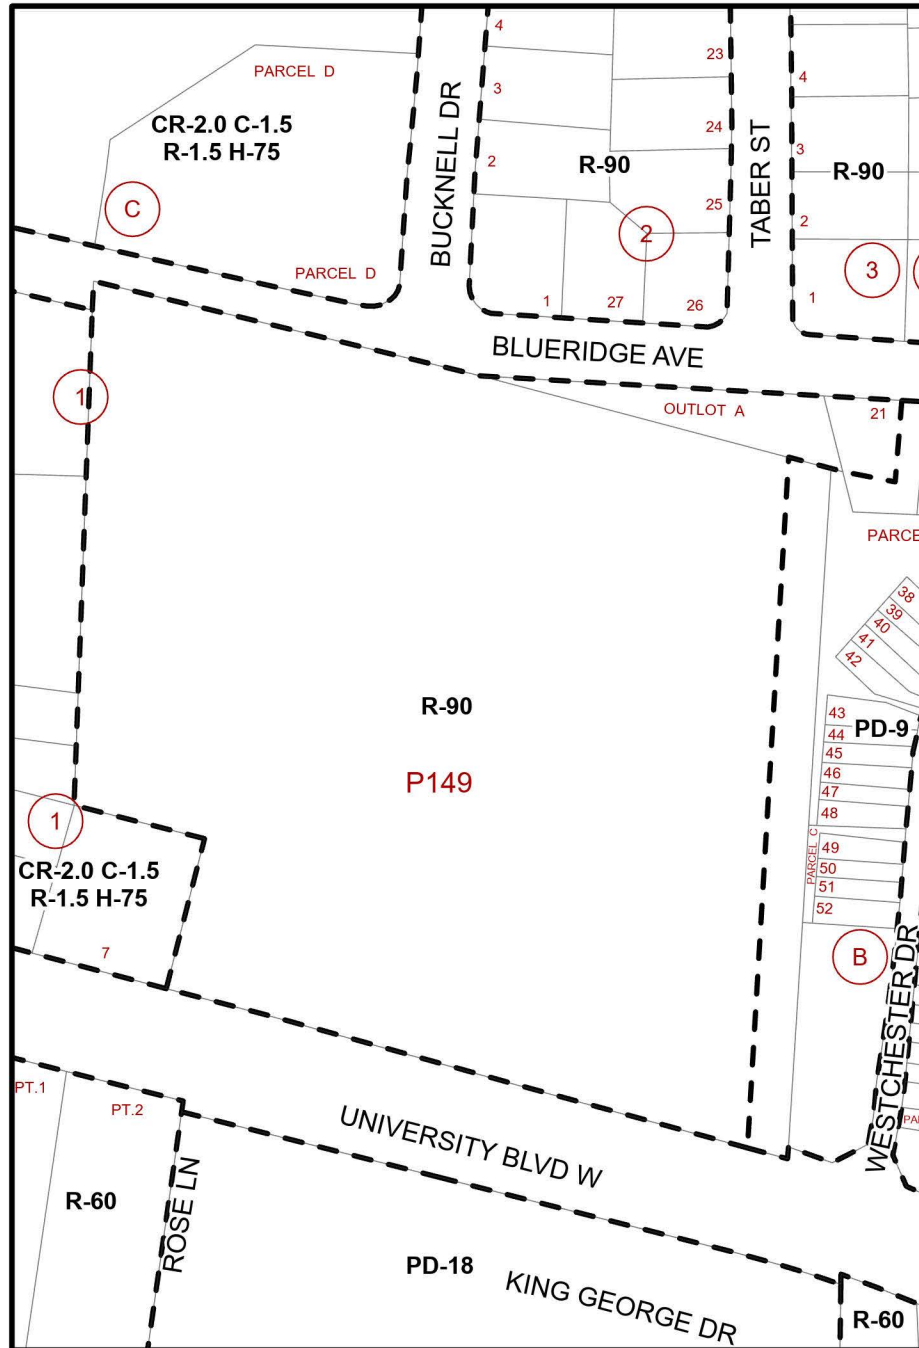 4
23
PARCEL D
3
4
CR-2.0 C-1.5
R-1.5 H-75
BUCKNELL DR
24
TABER ST
3
2
R-90
R-90
C
25
2
2
3
PARCEL D
1
27
26
1
BLUERIDGE AVE
1
OUTLOT A
21
PARCE
38
39
40
41
42
R-90
43
PD-9
44
45
P149
46
47
48
1
PARCEL C
49
CR-2.0 C-1.5
R-1.5 H-75
50
51
52
7
B
WESTCHESTER DR
PT.1
PT.2
UNIVERSITY BLVD W
PA
R-60
ROSE LN
PD-18
KING GEORGE DR
R-60